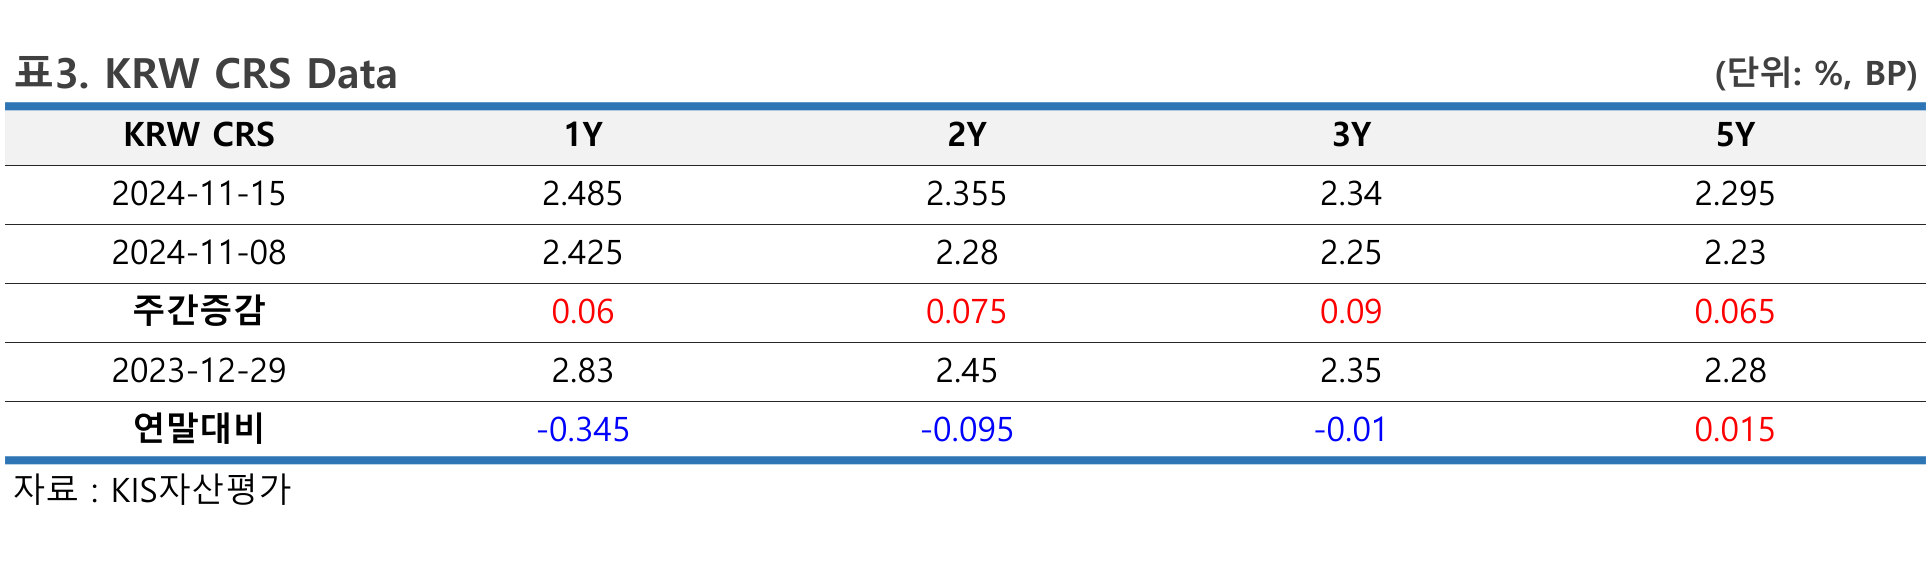 표3. KRW CRS Data (단위: %, BP)
KRW CRS 1Y 2Y 3Y 5Y
2024-11-15 2.485 2.355 2.34 2.295
2024-11-08 2.425 2.28 2.25 2.23
주간증감 0.06 0.075 0.09 0.065
2023-12-29 2.83 2.45 2.35 2.28
연말대비 -0.345 -0.095 -0.01 0.015
자료 : KIS자산평가